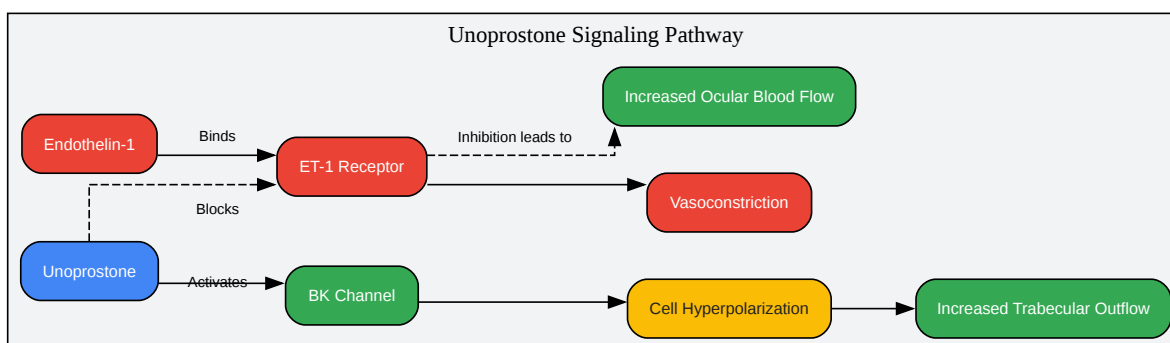 Unoprostone Signaling Pathway
Increased Ocular Blood Flow
Endothelin-1
Binds
ET-1 Receptor
Inhibition leads to
Vasoconstriction
Blocks
Unoprostone
Activates
BK Channel
Cell Hyperpolarization
Increased Trabecular Outflow